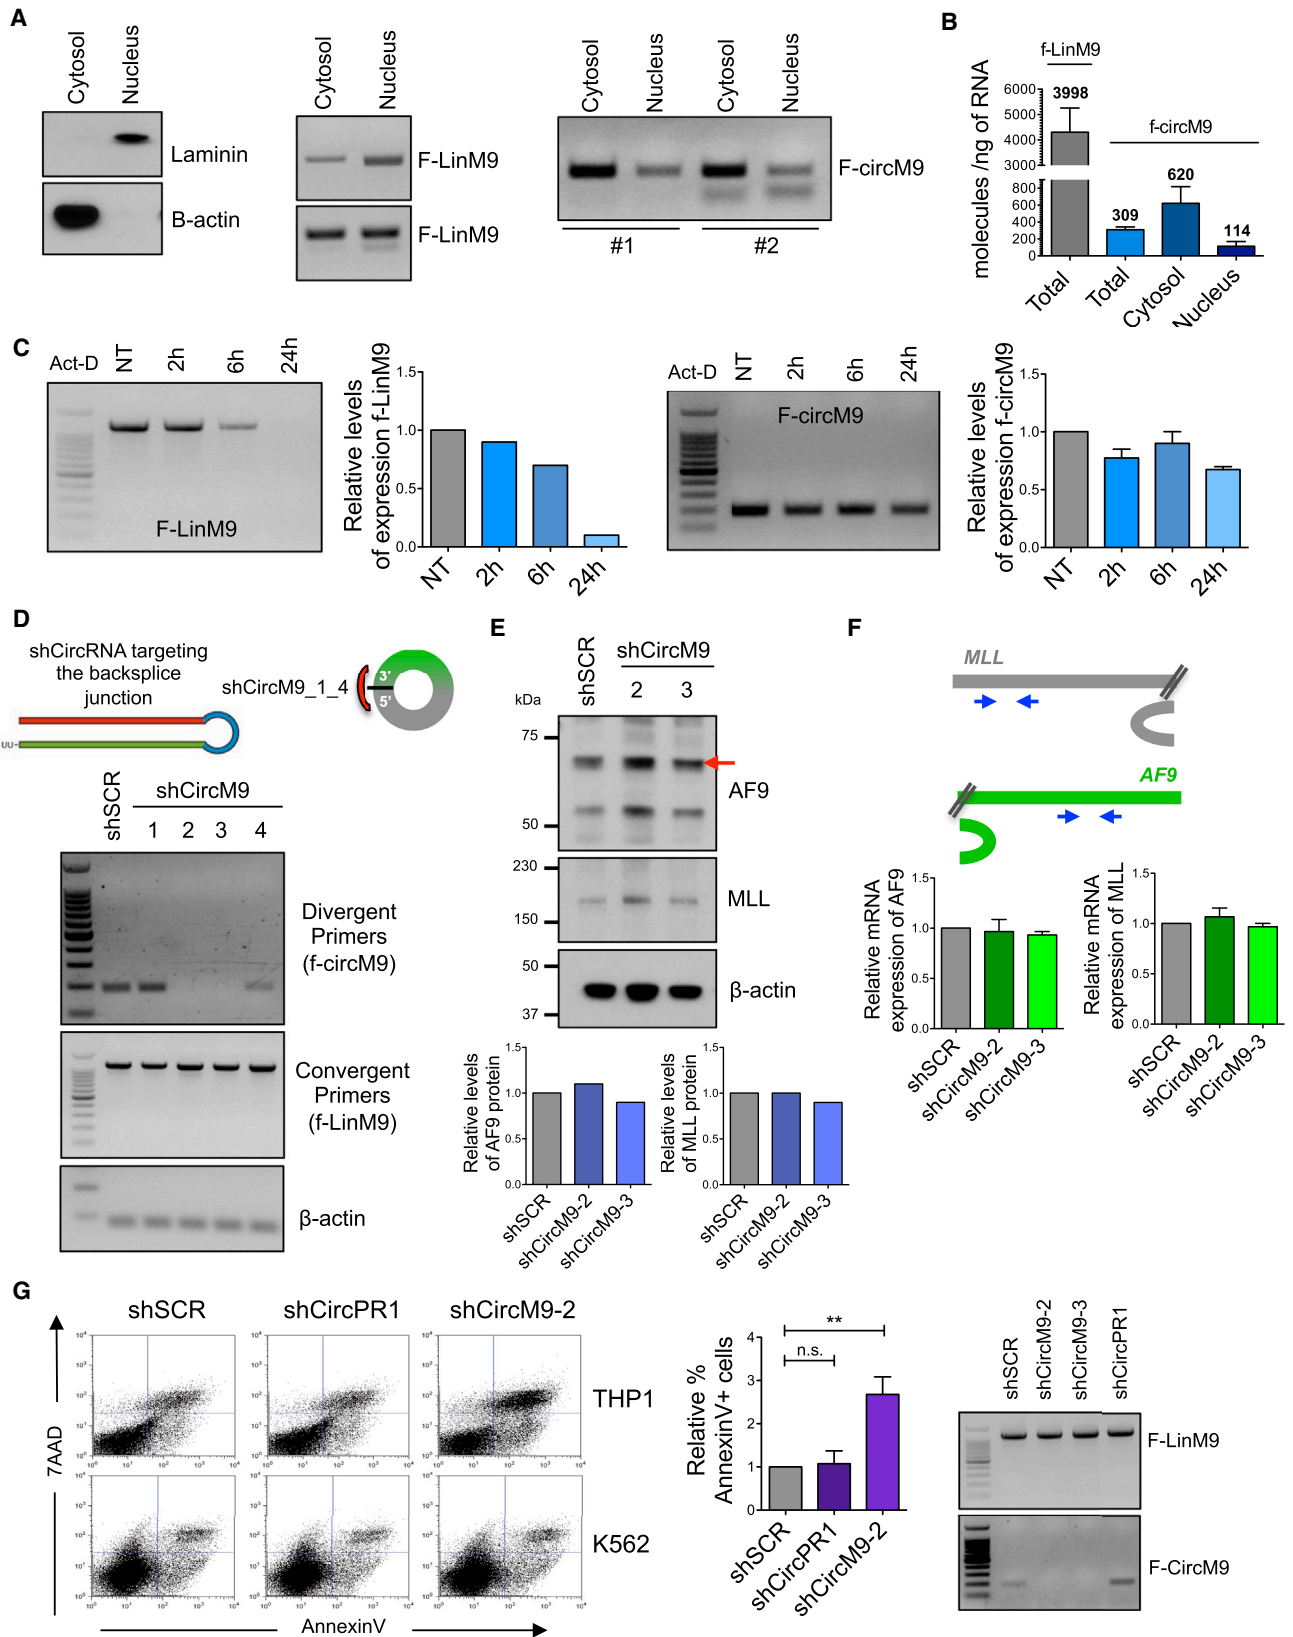 A
Cytosol
Nucleus
Laminin
B-actin
Cytosol
Nucleus
F-LinM9
F-LinM9
Cytosol
Nucleus
Cytosol
Nucleus
F-circM9
#1
#2
B
molecules /ng of RNA
f-LinM9
3998
f-circM9
309
620
114
6000
5000
4000
3000
800
600
400
200
0
Total
Total
Cytosol
Nucleus
C
Act-D
NT
2h
6h
24h
F-LinM9
Relative levels
of expression f-LinM9
1.5
1.0
0.5
0.0
NT
2h
6h
24h
Act-D
NT
2h
6h
24h
F-circM9
Relative levels
of expression f-circM9
1.5
1.0
0.5
0.0
NT
2h
6h
24h
D
shCircRNA targeting
the backsplice
junction
UU-
shCircM9_1_4
3'
5'
shSCR
shCircM9
1
2
3
4
Divergent
Primers
(f-circM9)
Convergent
Primers
(f-LinM9)
β-actin
E
kDa
shSCR
shCircM9
2
3
75
50
AF9
230
150
MLL
50
37
β-actin
Relative levels
of AF9 protein
1.5
1.0
0.5
0.0
shSCR
shCircM9-2
shCircM9-3
Relative levels
of MLL protein
1.5
1.0
0.5
0.0
shSCR
shCircM9-2
shCircM9-3
F
MLL
AF9
Relative mRNA
expression of AF9
1.5
1.0
0.5
0.0
shSCR
shCircM9-2
shCircM9-3
Relative mRNA
expression of MLL
1.5
1.0
0.5
0.0
shSCR
shCircM9-2
shCircM9-3
G
shSCR
shCircPR1
shCircM9-2
7AAD
THP1
K562
AnnexinV
Relative %
AnnexinV+ cells
4
3
2
1
0
n.s.
**
shSCR
shCircPR1
shCircM9-2
shSCR
shCircM9-2
shCircM9-3
shCircPR1
F-LinM9
F-CircM9